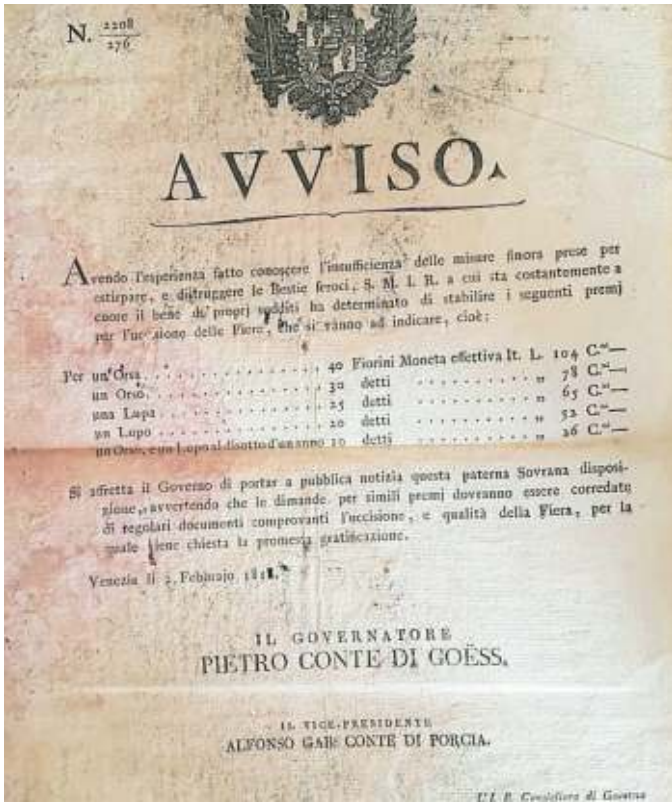 N. 2208/276
AVVISO.
Avendo l'esperienza fatto conoscere l'insufficienza delle misure finora prese per
estirpare, e distruggere le Bestie feroci, S. M. I. R. a cui sta costantemente a
cuore il bene de' proprj sudditi ha determinato di stabilire i seguenti premj
per l'uccisione delle Fiere, che si vanno ad indicare, cioè:
Per un'Orsa . . . . . . . . . . . . 40 Fiorini Moneta effettiva It. L. 104 C.mi—
un Orso . . . . . . . . . . . . 30 detti . . . . . . . . . . „ 78 C.mi—
una Lupa . . . . . . . . . . . . 25 detti . . . . . . . . . . „ 65 C.mi—
un Lupo . . . . . . . . . . . . 20 detti . . . . . . . . . . „ 52 C.mi—
un Orso, e un Lupo al disotto d'un anno 10 detti . . . . . . . . . . „ 26 C.mi—
Si affretta il Governo di portar a pubblica notizia questa paterna Sovrana disposi-
zione, avvertendo che le dimande per simili premj dovranno essere corredate
di regolari documenti comprovanti l'uccisione, e qualità della Fiera, per la
quale viene chiesta la promessa gratificazione.
Venezia li 2. Febbrajo
IL GOVERNATORE
PIETRO CONTE DI GOËSS.
IL VICE-PRESIDENTE
ALFONSO GAB: CONTE DI PORCIA.
L'I. R. Consigliere di Governo